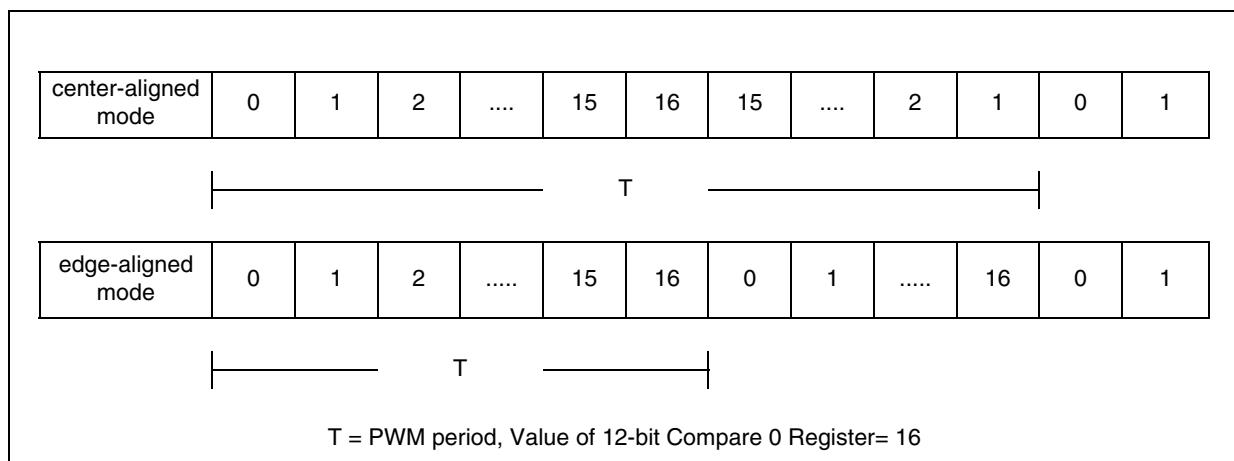 center-aligned
mode
0 1 2 .... 15 16 15 .... 2 1 0 1
T
edge-aligned
mode
0 1 2 ..... 15 16 0 1 ..... 16 0 1
T
T = PWM period, Value of 12-bit Compare 0 Register= 16